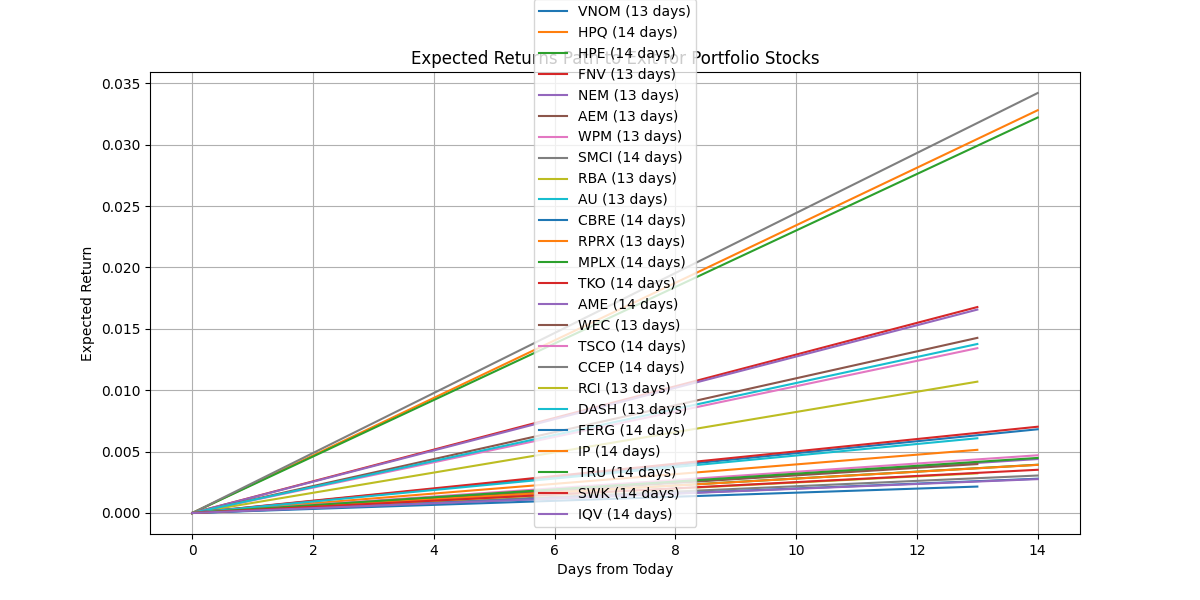 VNOM (13 days)
HPQ (14 days)
HPE (14 days)
Expected Returns Path to Exit for Portfolio Stocks
FNV (13 days)
NEM (13 days)
AEM (13 days)
WPM (13 days)
SMCI (14 days)
RBA (13 days)
AU (13 days)
CBRE (14 days)
RPRX (13 days)
MPLX (14 days)
TKO (14 days)
AME (14 days)
WEC (13 days)
TSCO (14 days)
CCEP (14 days)
RCI (13 days)
DASH (13 days)
FERG (14 days)
IP (14 days)
TRU (14 days)
SWK (14 days)
IQV (14 days)
0.035
0.030
0.025
0.020
0.015
0.010
0.005
0.000
Expected Return
0 2 4 6 8 10 12 14
Days from Today